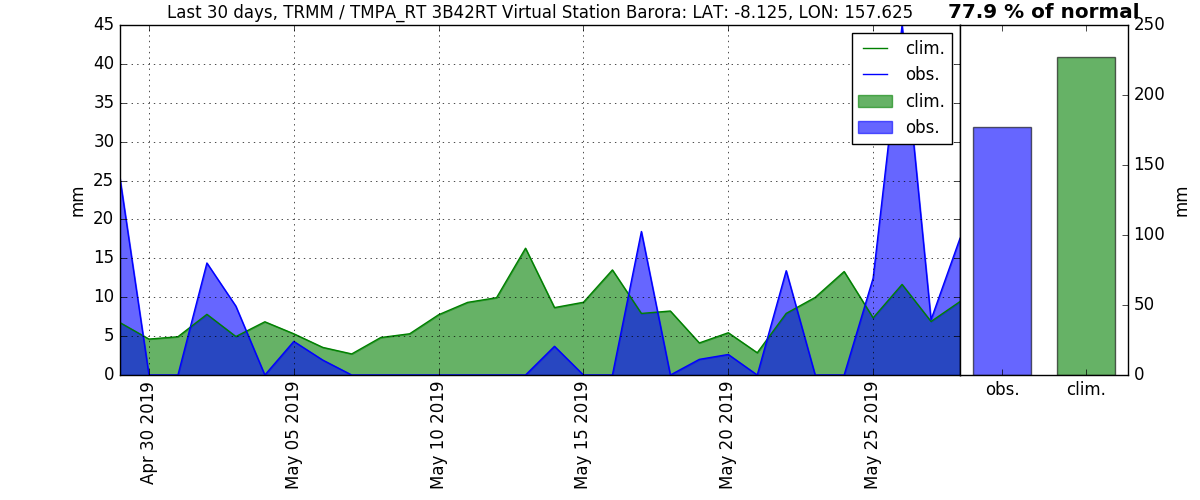 Last 30 days, TRMM / TMPA_RT 3B42RT Virtual Station Barora: LAT: -8.125, LON: 157.625
77.9 % of normal
45
40
35
30
25
20
15
10
5
0
mm
clim.
obs.
clim.
obs.
Apr 30 2019
May 05 2019
May 10 2019
May 15 2019
May 20 2019
May 25 2019
250
200
150
100
50
0
mm
obs.
clim.